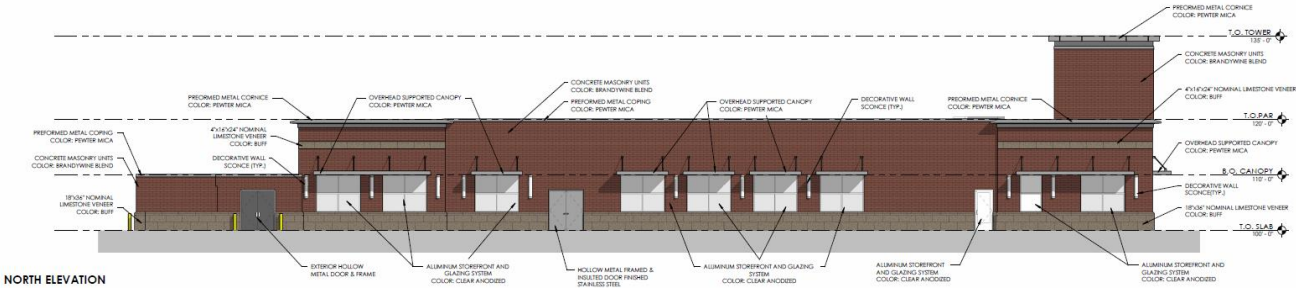 PREORMED METAL CORNICE
COLOR: PEWTER MICA
T.O. TOWER
135' - 0"
CONCRETE MASONRY UNITS
COLOR: BRANDYWINE BLEND
4"x16"x24" NOMINAL
LIMESTONE VENEER
COLOR: BUFF
T.O.PAR
120' - 0"
OVERHEAD SUPPORTED CANOPY
COLOR: PEWTER MICA
B.O. CANOPY
110' - 0"
DECORATIVE WALL
SCONCE(TYP.)
18"x36" NOMINAL LIMESTONE VENEER
COLOR: BUFF
T.O. SLAB
100' - 0"
PREORMED METAL CORNICE
COLOR: PEWTER MICA
OVERHEAD SUPPORTED CANOPY
COLOR: PEWTER MICA
CONCRETE MASONRY UNITS
COLOR: BRANDYWINE BLEND
PREFORMED METAL COPING
COLOR: PEWTER MICA
OVERHEAD SUPPORTED CANOPY
COLOR: PEWTER MICA
DECORATIVE WALL
SCONCE (TYP.)
PREORMED METAL CORNICE
COLOR: PEWTER MICA
4"x16"x24" NOMINAL
LIMESTONE VENEER
COLOR: BUFF
PREFORMED METAL COPING
COLOR: PEWTER MICA
CONCRETE MASONRY UNITS
COLOR: BRANDYWINE BLEND
DECORATIVE WALL
SCONCE (TYP.)
18"x36" NOMINAL
LIMESTONE VENEER
COLOR: BUFF
EXTERIOR HOLLOW
METAL DOOR & FRAME
ALUMINUM STOREFRONT AND
GLAZING SYSTEM
COLOR: CLEAR ANODIZED
HOLLOW METAL FRAMED &
INSULTED DOOR FINISHED
STAINLESS STEEL
ALUMINUM STOREFRONT AND GLAZING
SYSTEM
COLOR: CLEAR ANODIZED
ALUMINUM STOREFRONT
AND GLAZING SYSTEM
COLOR: CLEAR ANODIZED
ALUMINUM STOREFRONT AND
GLAZING SYSTEM
COLOR: CLEAR ANODIZED
NORTH ELEVATION